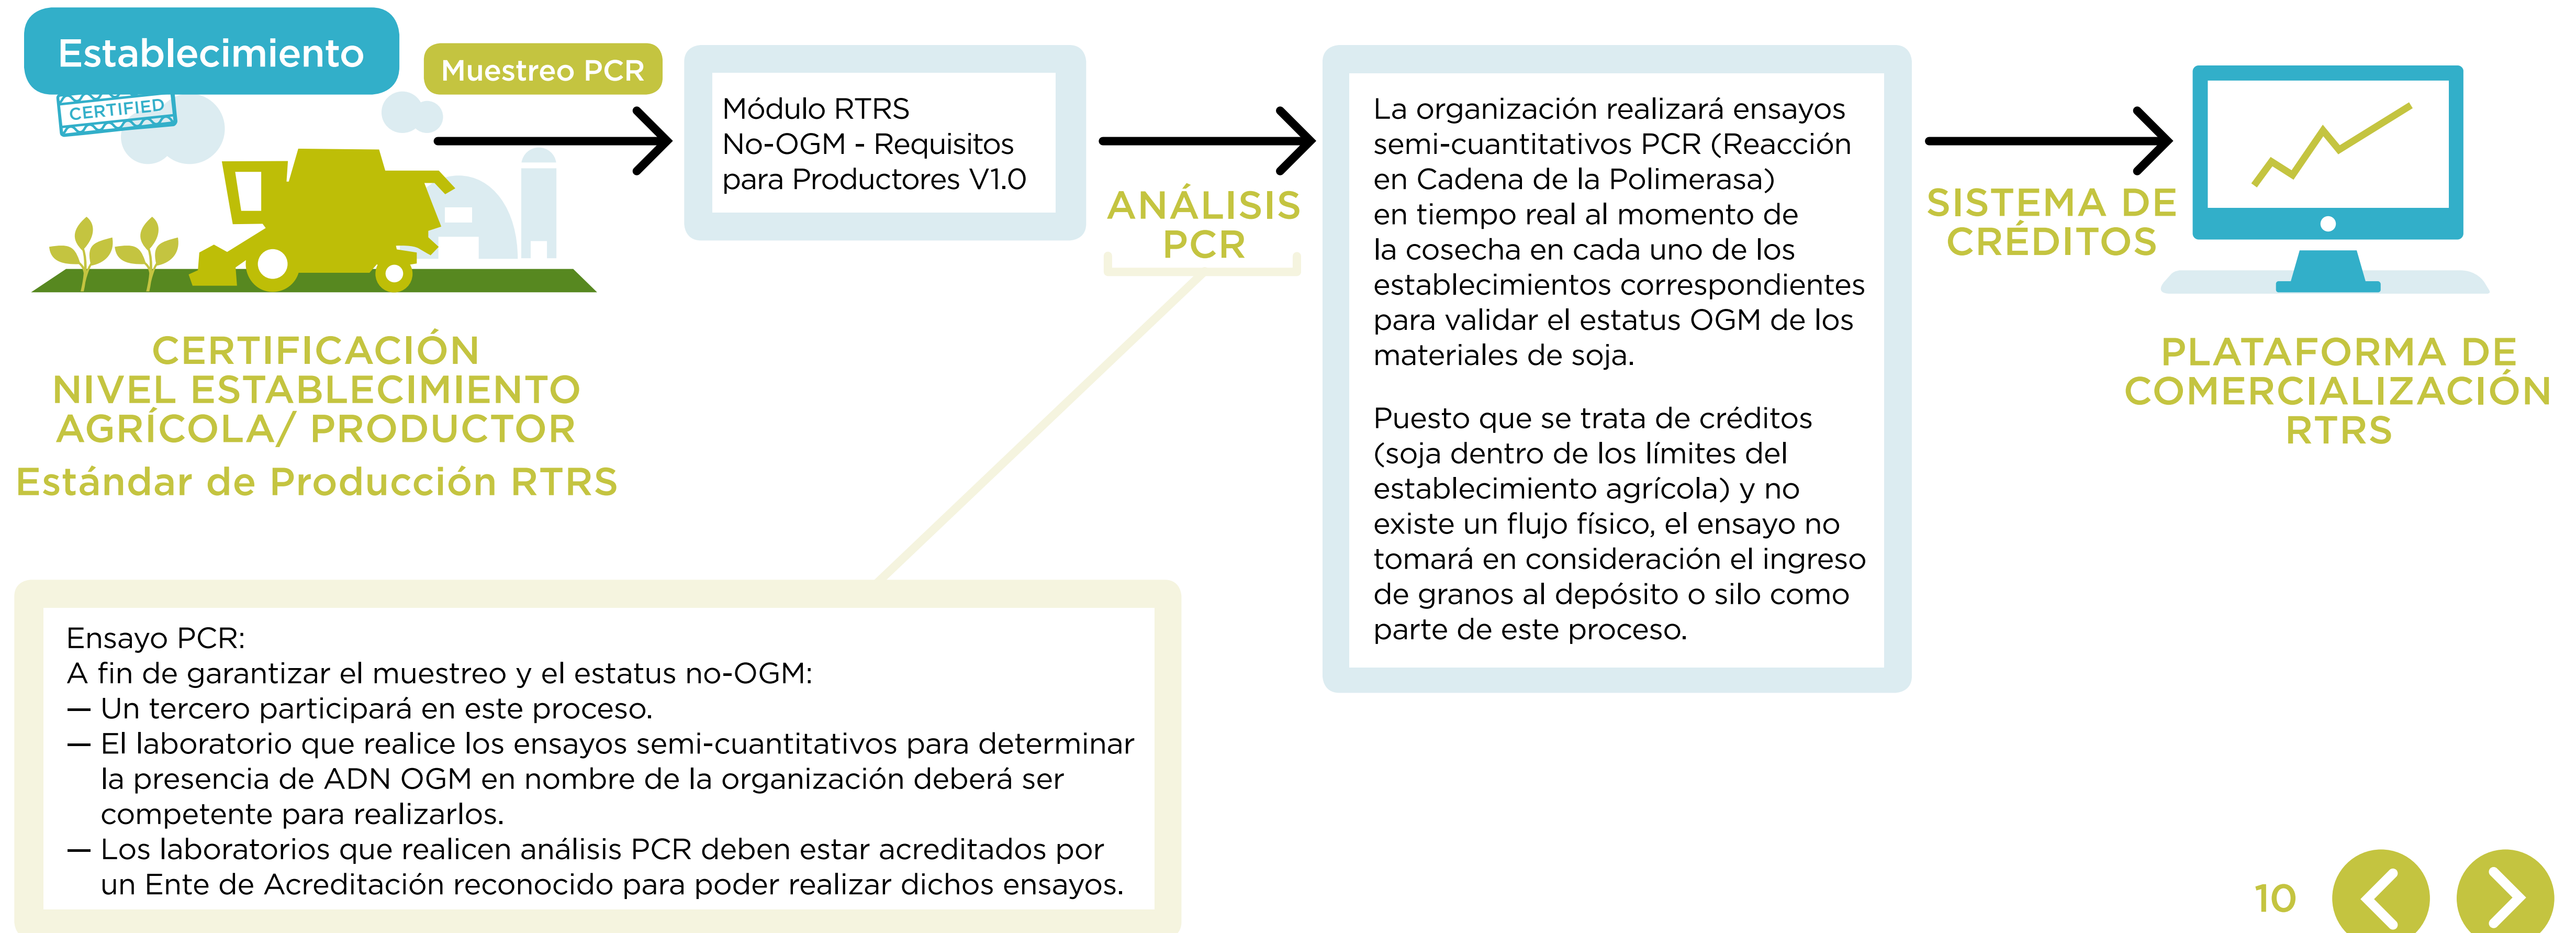 Establecimiento
CERTIFIED
Muestreo PCR
CERTIFICACIÓN
NIVEL ESTABLECIMIENTO
AGRÍCOLA/ PRODUCTOR
Estándar de Producción RTRS
Módulo RTRS
No-OGM - Requisitos
para Productores V1.0
ANÁLISIS
PCR
La organización realizará ensayos
semi-cuantitativos PCR (Reacción
en Cadena de la Polimerasa)
en tiempo real al momento de
la cosecha en cada uno de los
establecimientos correspondientes
para validar el estatus OGM de los
materiales de soja.
Puesto que se trata de créditos
(soja dentro de los límites del
establecimiento agrícola) y no
existe un flujo físico, el ensayo no
tomará en consideración el ingreso
de granos al depósito o silo como
parte de este proceso.
SISTEMA DE
CRÉDITOS
PLATAFORMA DE
COMERCIALIZACIÓN
RTRS
Ensayo PCR:
A fin de garantizar el muestreo y el estatus no-OGM:
— Un tercero participará en este proceso.
— El laboratorio que realice los ensayos semi-cuantitativos para determinar
la presencia de ADN OGM en nombre de la organización deberá ser
competente para realizarlos.
— Los laboratorios que realicen análisis PCR deben estar acreditados por
un Ente de Acreditación reconocido para poder realizar dichos ensayos.
10